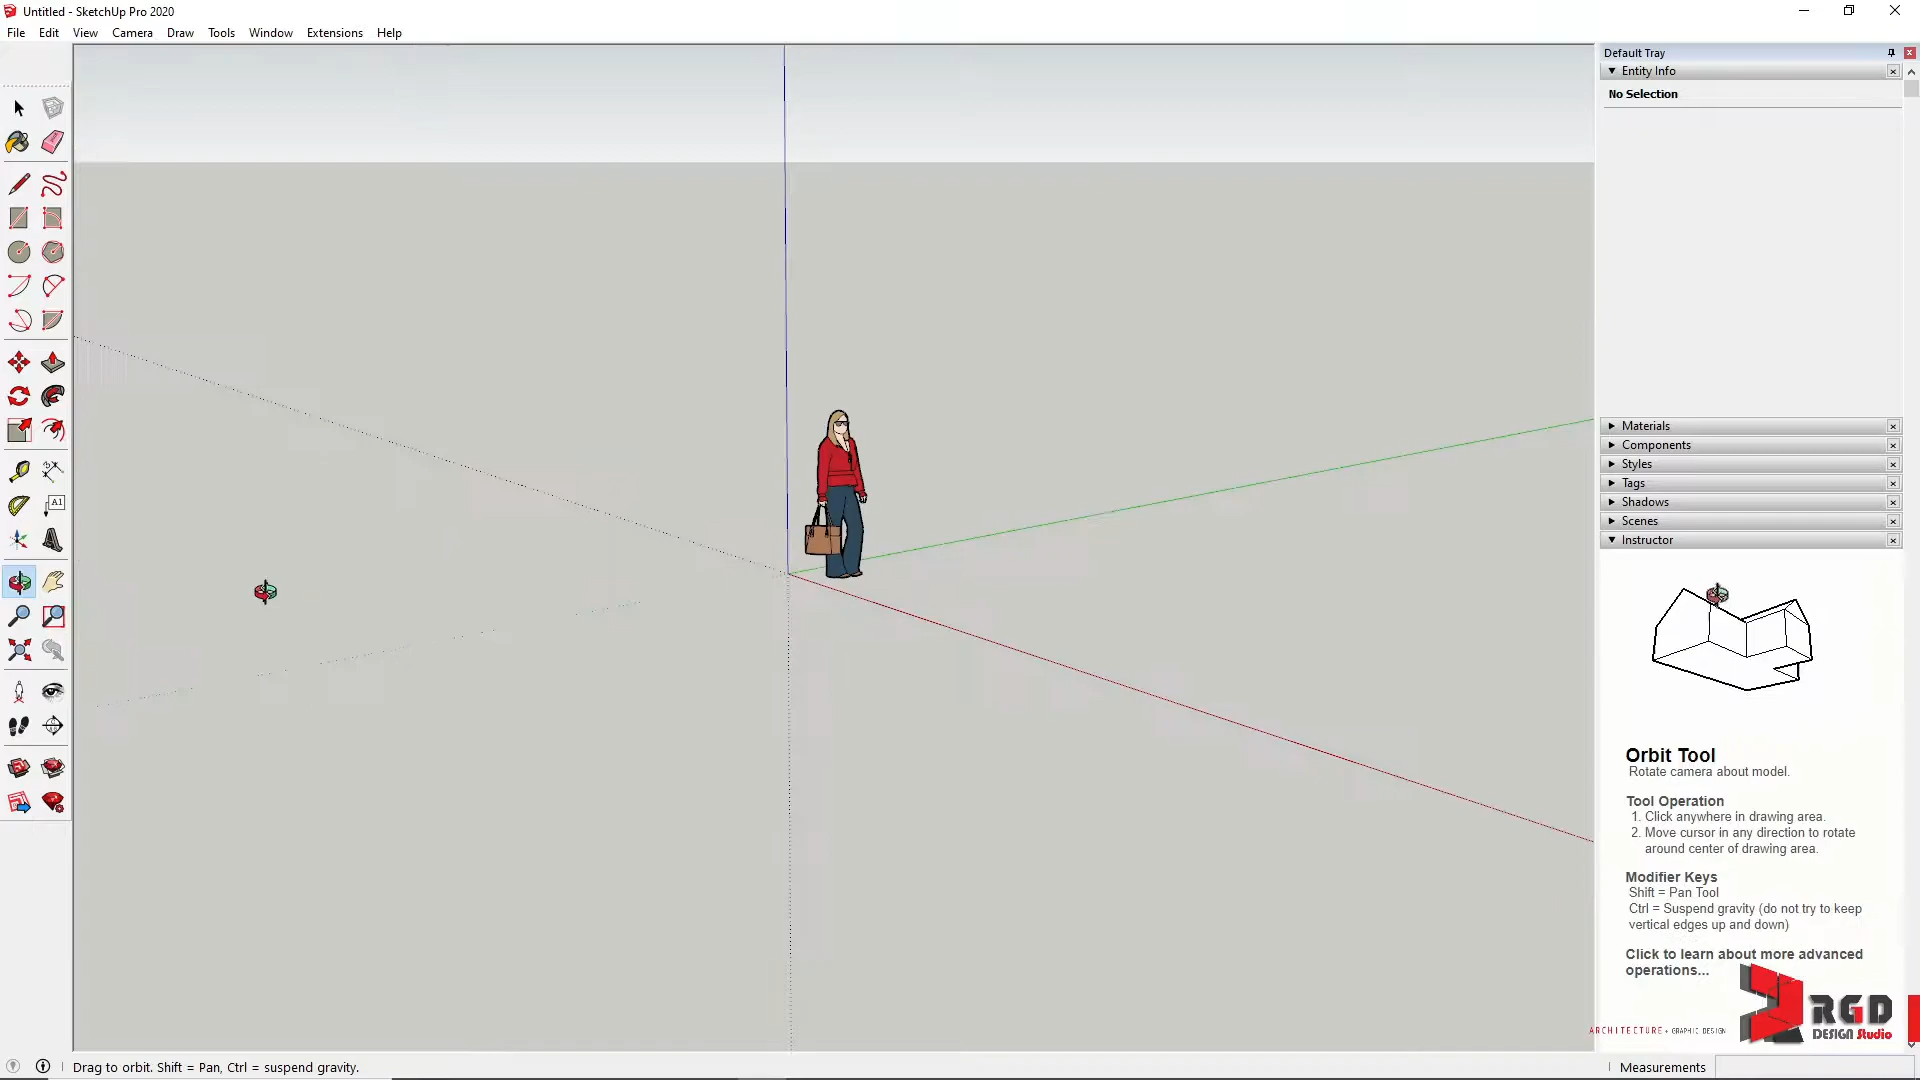 Untitled - SketchUp Pro 2020
File Edit View Camera Draw Tools Window Extensions Help
Default Tray
Entity Info
No Selection
A1
Materials
Components
Styles
Tags
Shadows
Scenes
Instructor
Orbit Tool
Rotate camera about model.
Tool Operation
1. Click anywhere in drawing area.
2. Move cursor in any direction to rotate
around center of drawing area.
Modifier Keys
Shift = Pan Tool
Ctrl = Suspend gravity (do not try to keep
vertical edges up and down)
Click to learn about more advanced
operations...
RGD
ARCHITECTURE + GRAPHIC DESIGN
DESIGN Studio
Drag to orbit. Shift = Pan, Ctrl = suspend gravity.
Measurements